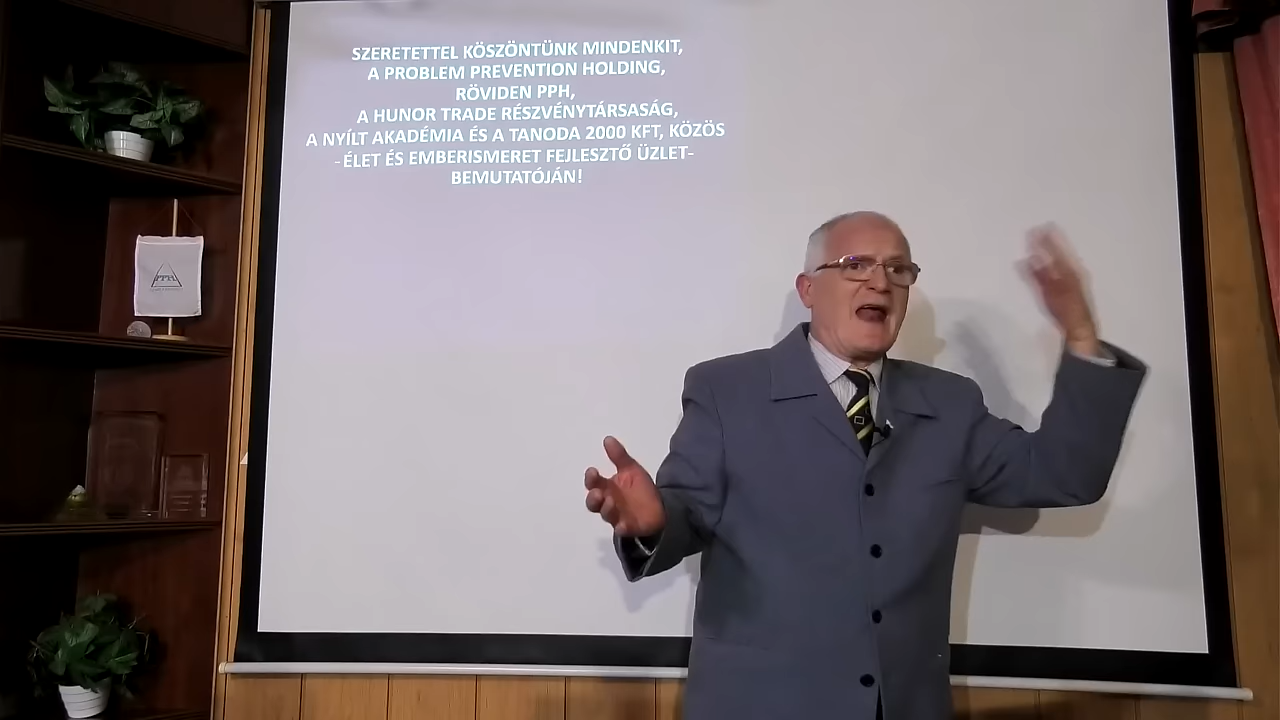 SZERETETTEL KÖSZÖNTÜNK MINDENKIT,
A PROBLEM PREVENTION HOLDING,
RÖVIDEN PPH,
A HUNOR TRADE RÉSZVÉNYTÁRSASÁG,
A NYÍLT AKADÉMIA ÉS A TANODA 2000 KFT, KÖZÖS
-ÉLET ÉS EMBERISMERET FEJLESZTŐ ÜZLET-
BEMUTATÓJÁN!